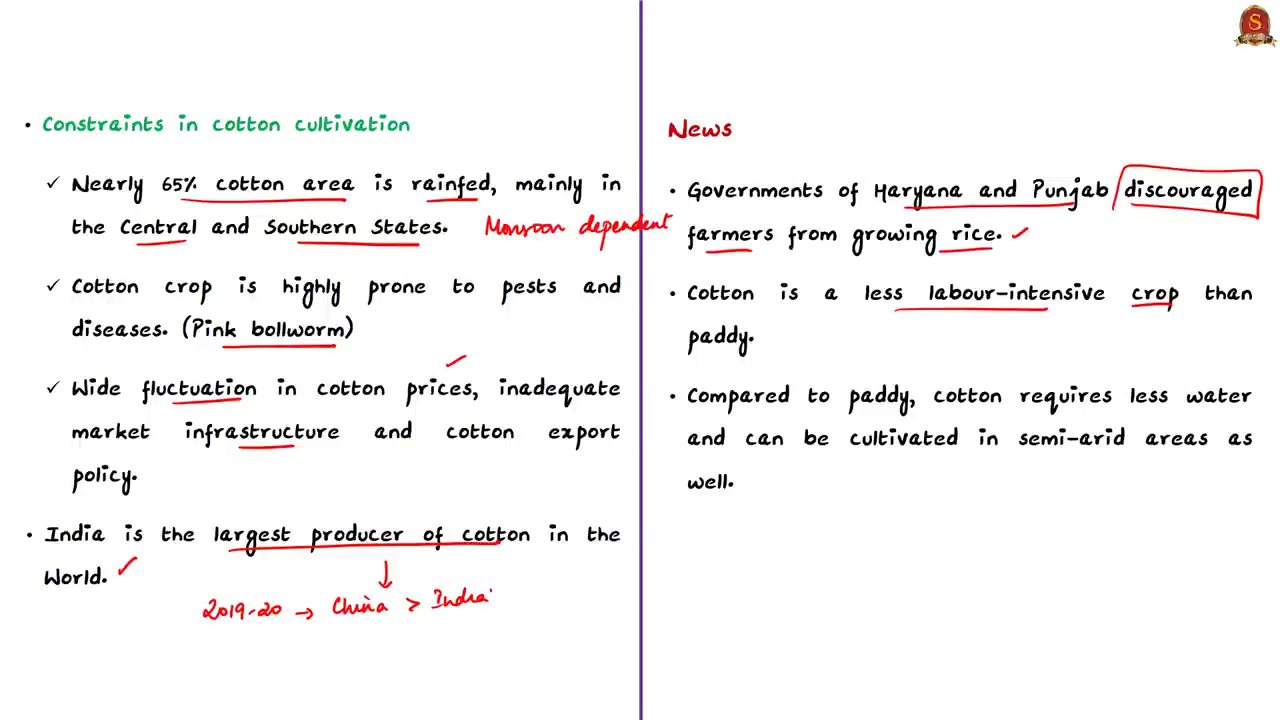 • Constraints in cotton cultivation
✓ Nearly 65% cotton area is rainfed, mainly in
the Central and Southern States. Monsoon dependent
✓ Cotton crop is highly prone to pests and
diseases. (Pink bollworm)
✓ Wide fluctuation in cotton prices, inadequate
market infrastructure and cotton export
policy.
• India is the largest producer of cotton in the
World.
2019-20 → China > India
News
• Governments of Haryana and Punjab discouraged
farmers from growing rice.
• Cotton is a less labour-intensive crop than
paddy.
• Compared to paddy, cotton requires less water
and can be cultivated in semi-arid areas as
well.
S